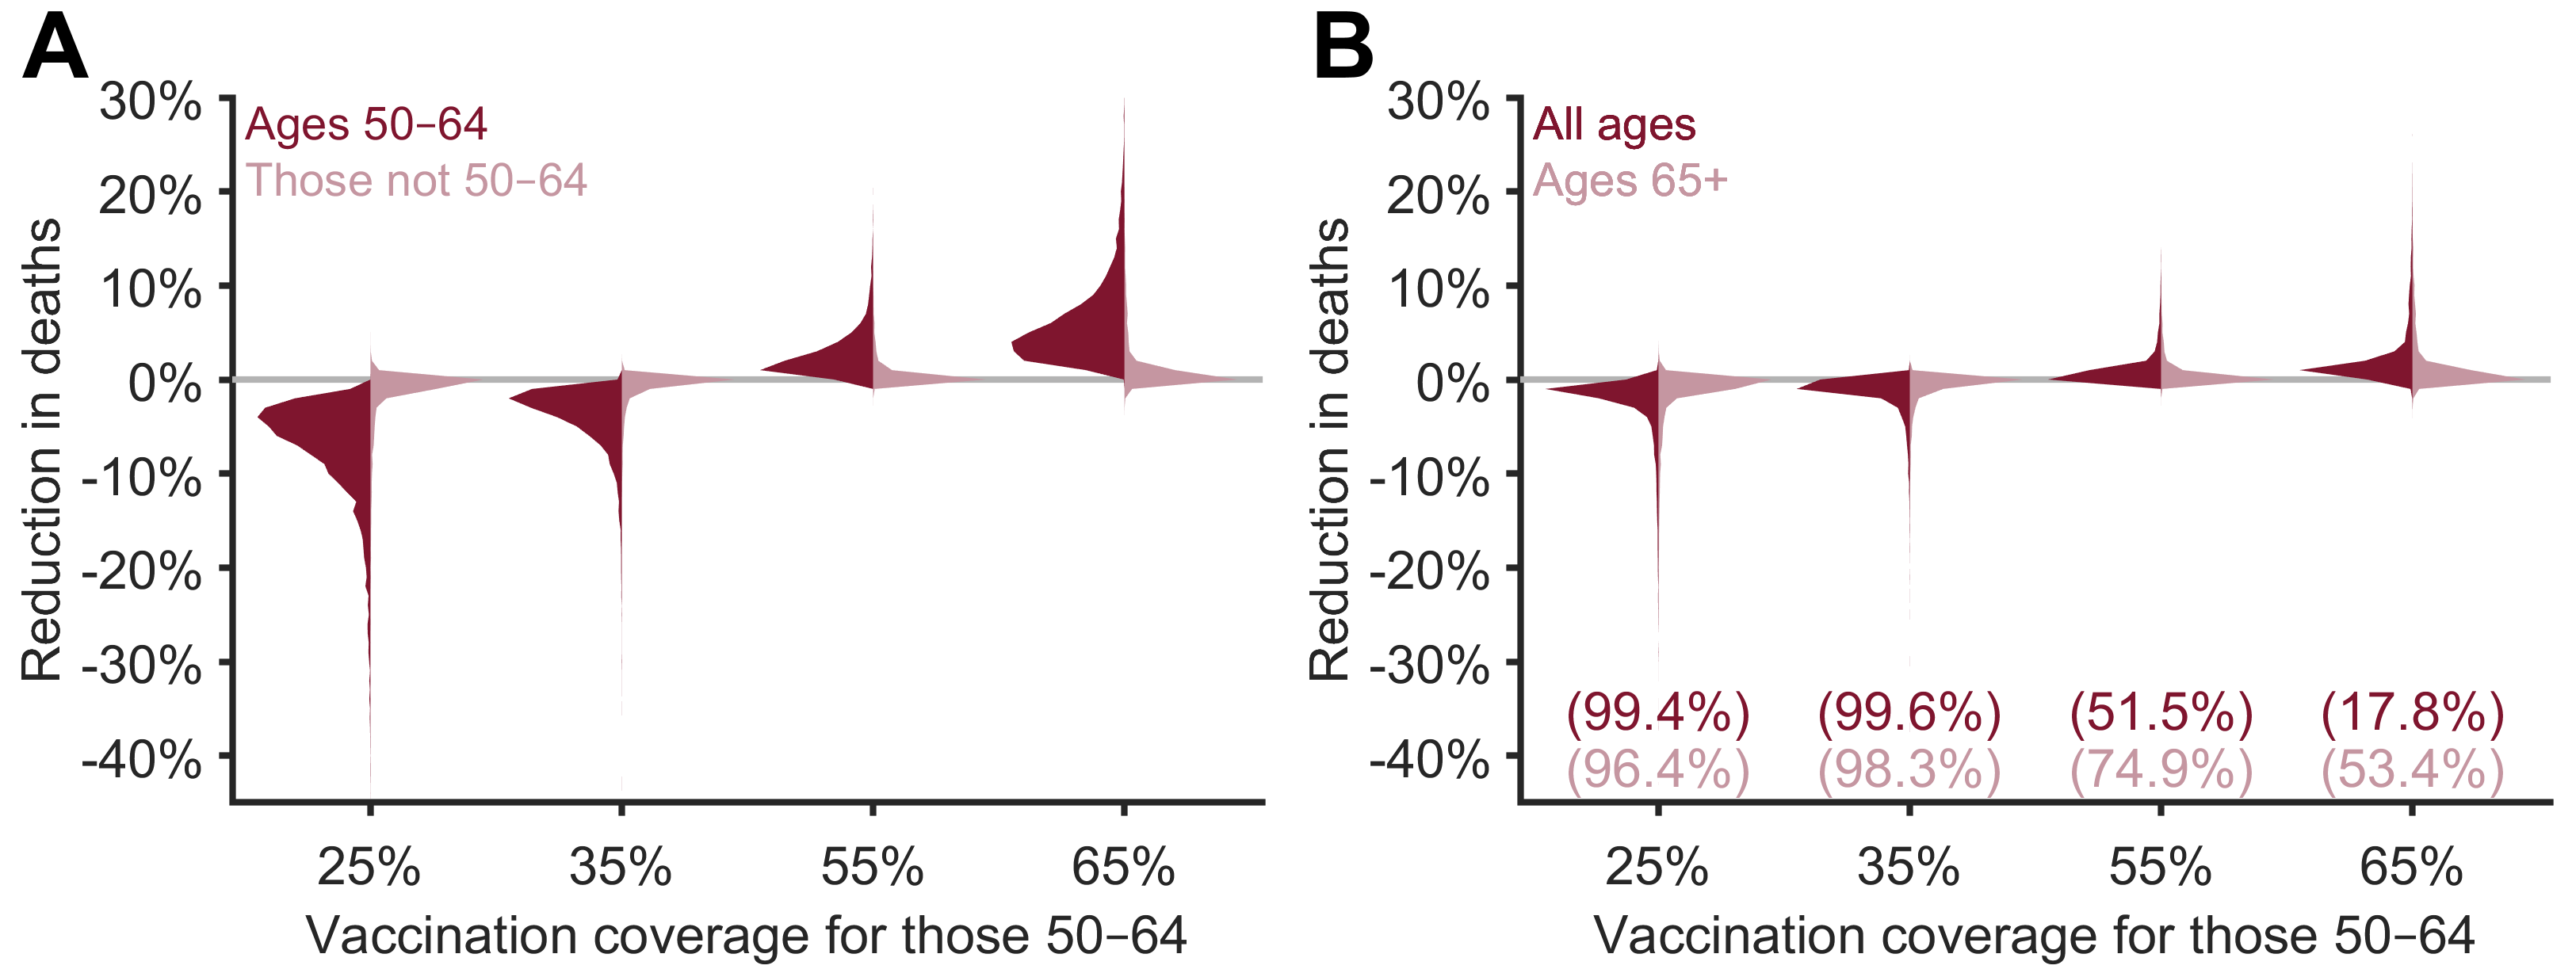 A
30%
20%
10%
0%
-10%
-20%
-30%
-40%
Reduction in deaths
Ages 50−64
Those not 50−64
25% 35% 55% 65%
Vaccination coverage for those 50−64
B
30%
20%
10%
0%
-10%
-20%
-30%
-40%
Reduction in deaths
All ages
Ages 65+
(99.4%) (99.6%) (51.5%) (17.8%)
(96.4%) (98.3%) (74.9%) (53.4%)
25% 35% 55% 65%
Vaccination coverage for those 50−64